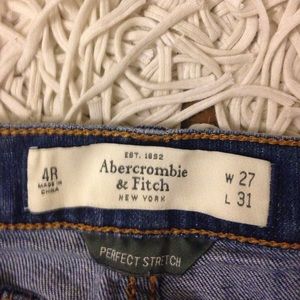 4R
MADE IN
CHINA
EST. 1892
Abercrombie
& Fitch
NEW YORK
W 27
L 31
PERFECT STRETCH